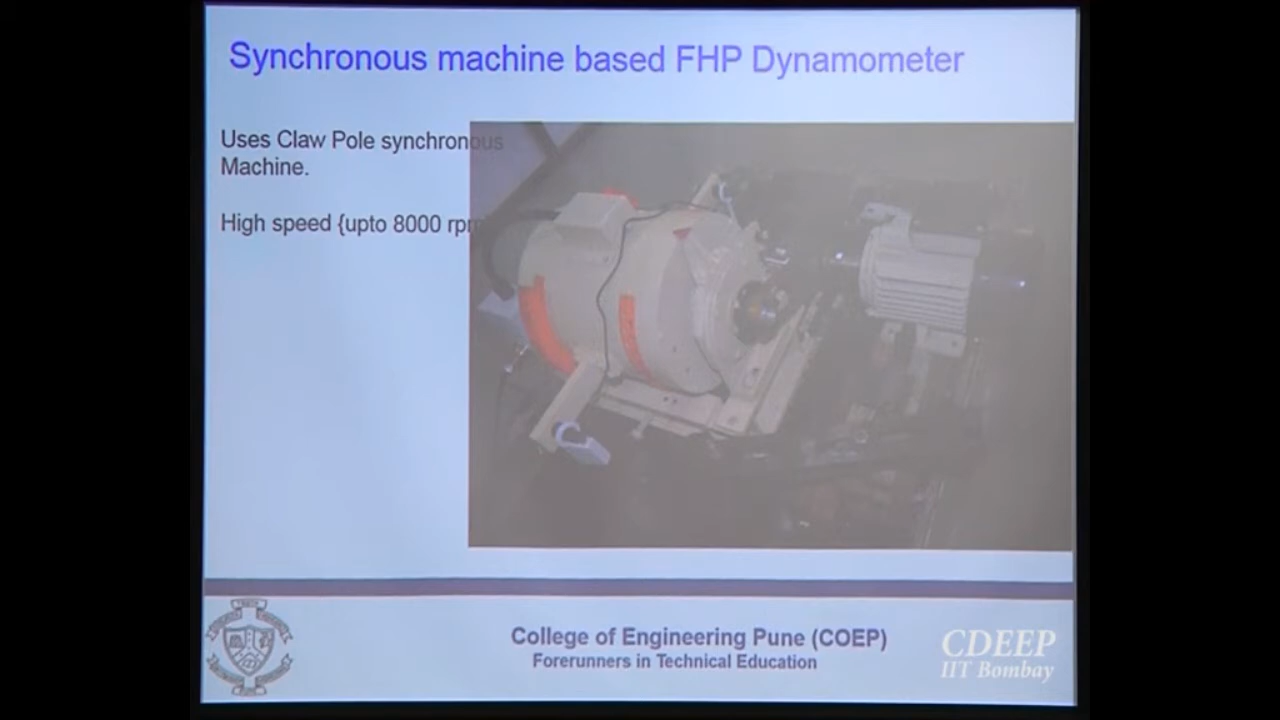 Synchronous machine based FHP Dynamometer
Uses Claw Pole synchronous
Machine.
High speed {upto 8000 rpm
College of Engineering Pune (COEP)
Forerunners in Technical Education
CDEEP
IIT Bombay